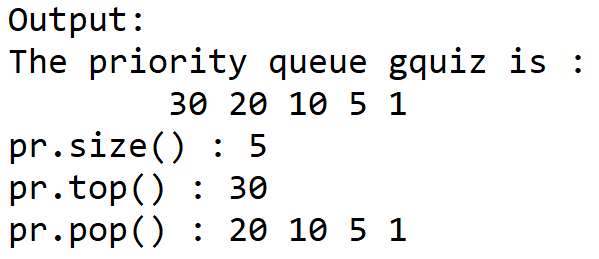 Output:
The priority queue gquiz is :
30 20 10 5 1
pr.size() : 5
pr.top() : 30
pr.pop() : 20 10 5 1